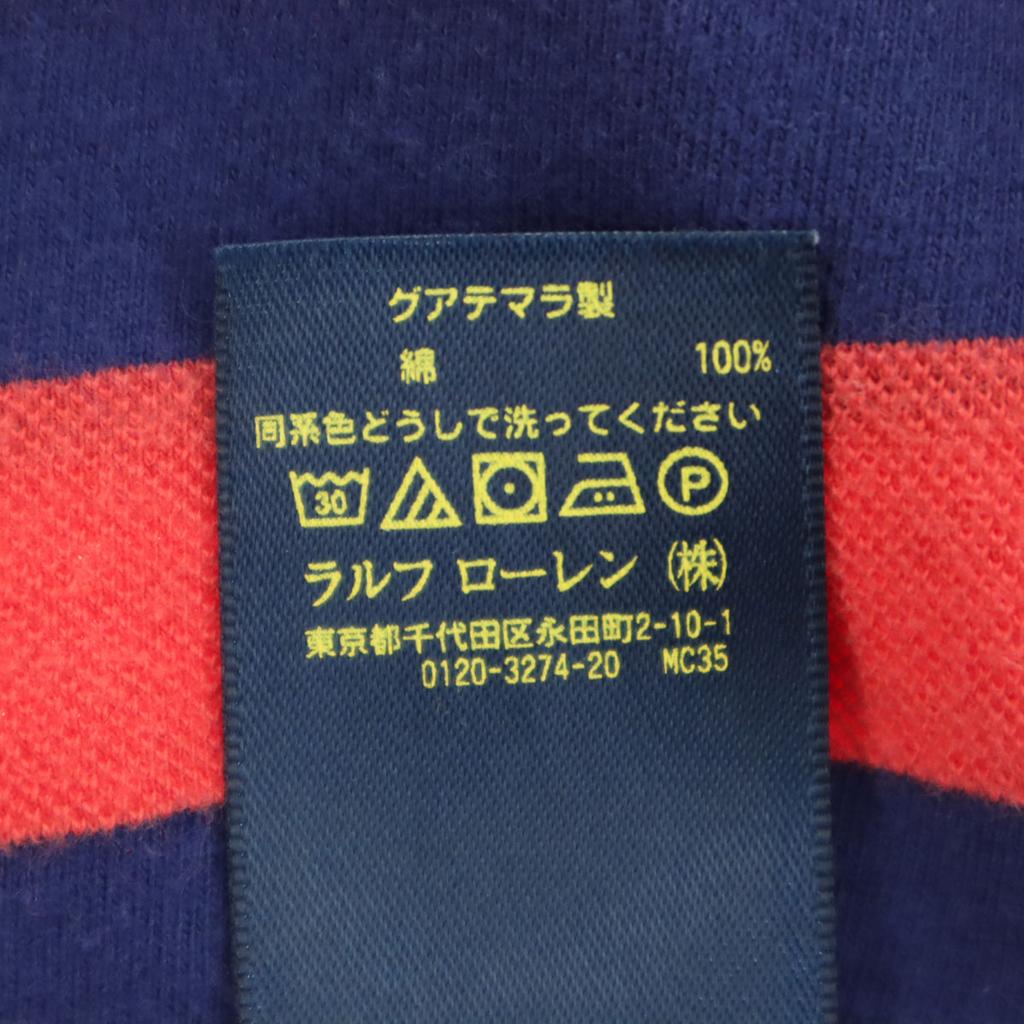 グアテマラ製
綿 100%
同系色どうしで洗ってください
30 P
ラルフ ローレン (株)
東京都千代田区永田町2-10-1
0120-3274-20 MC35